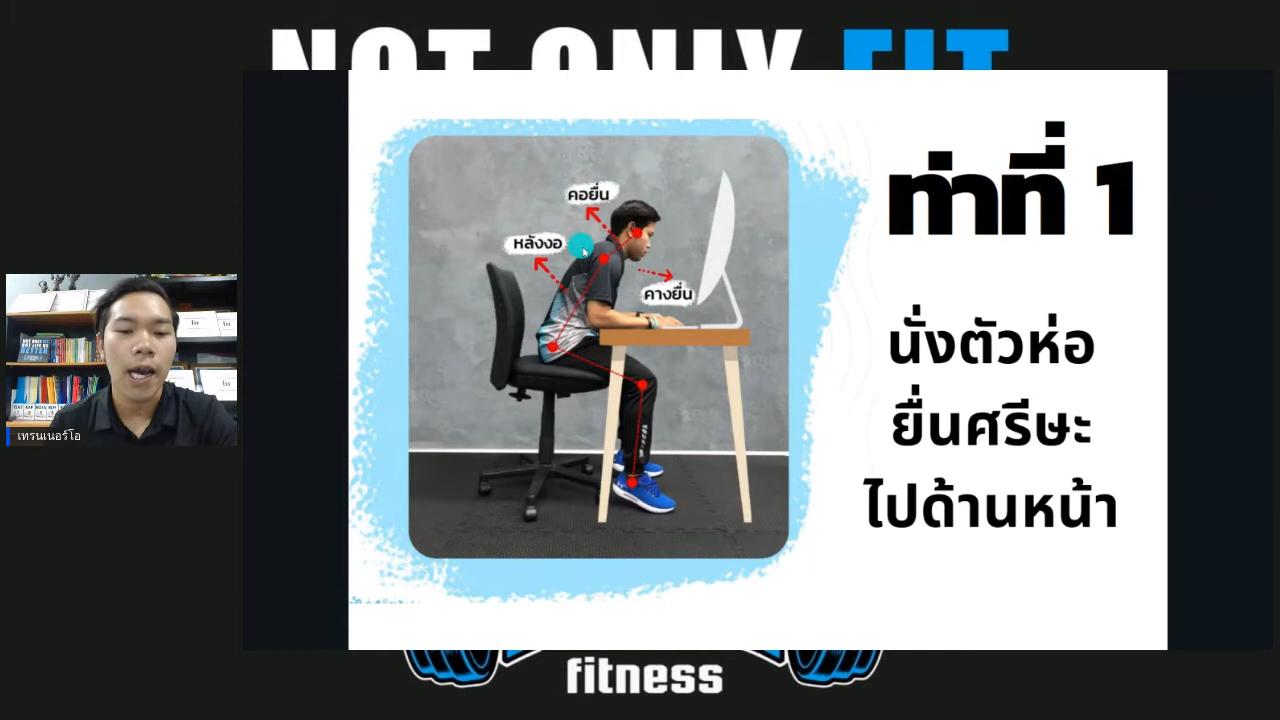 NOT ONLY FIT
ท่าที่ 1
คอยื่น
หลังงอ
คางยื่น
นั่งตัวห่อ
ยื่นศรีษะ
ไปด้านหน้า
เทรนเนอร์โอ
BETTER
fit
fitness